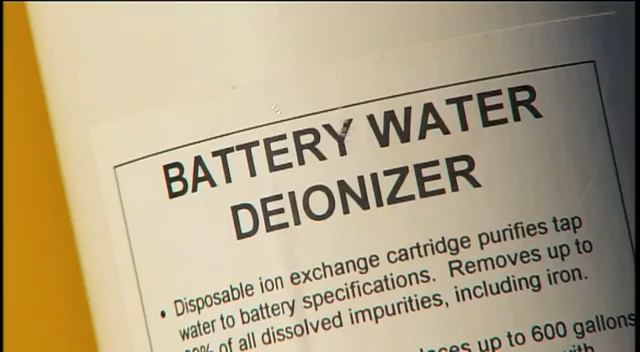 BATTERY WATER
DEIONIZER
• Disposable ion exchange cartridge purifies tap
water to battery specifications. Removes up to
of all dissolved impurities, including iron.
up to 600 gallons
with